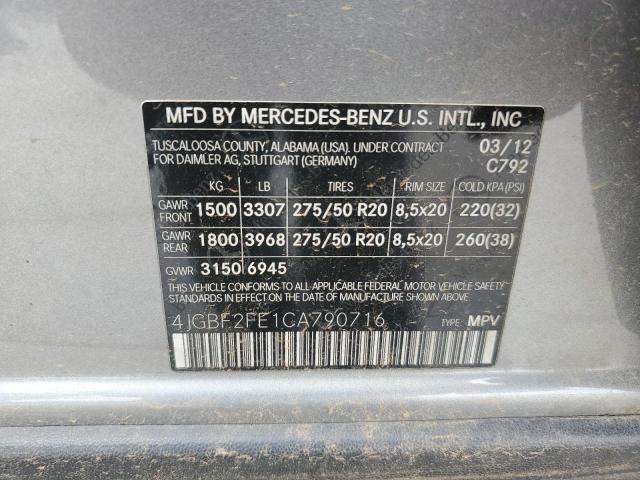 MFD BY MERCEDES-BENZ U.S. INTL., INC
TUSCALOOSA COUNTY, ALABAMA (USA). UNDER CONTRACT 03/12
FOR DAIMLER AG, STUTTGART (GERMANY) C792
KG LB TIRES RIM SIZE COLD KPA (PSI)
GAWR FRONT 1500 3307 275/50 R20 8,5x20 220(32)
GAWR REAR 1800 3968 275/50 R20 8,5x20 260(38)
GVWR 3150 6945
THIS VEHICLE CONFORMS TO ALL APPLICABLE FEDERAL MOTOR VEHICLE SAFETY
STANDARDS IN EFFECT ON THE DATE OF MANUFACTURE SHOWN ABOVE.
4JGBF2FE1CA790716 TYPE: MPV